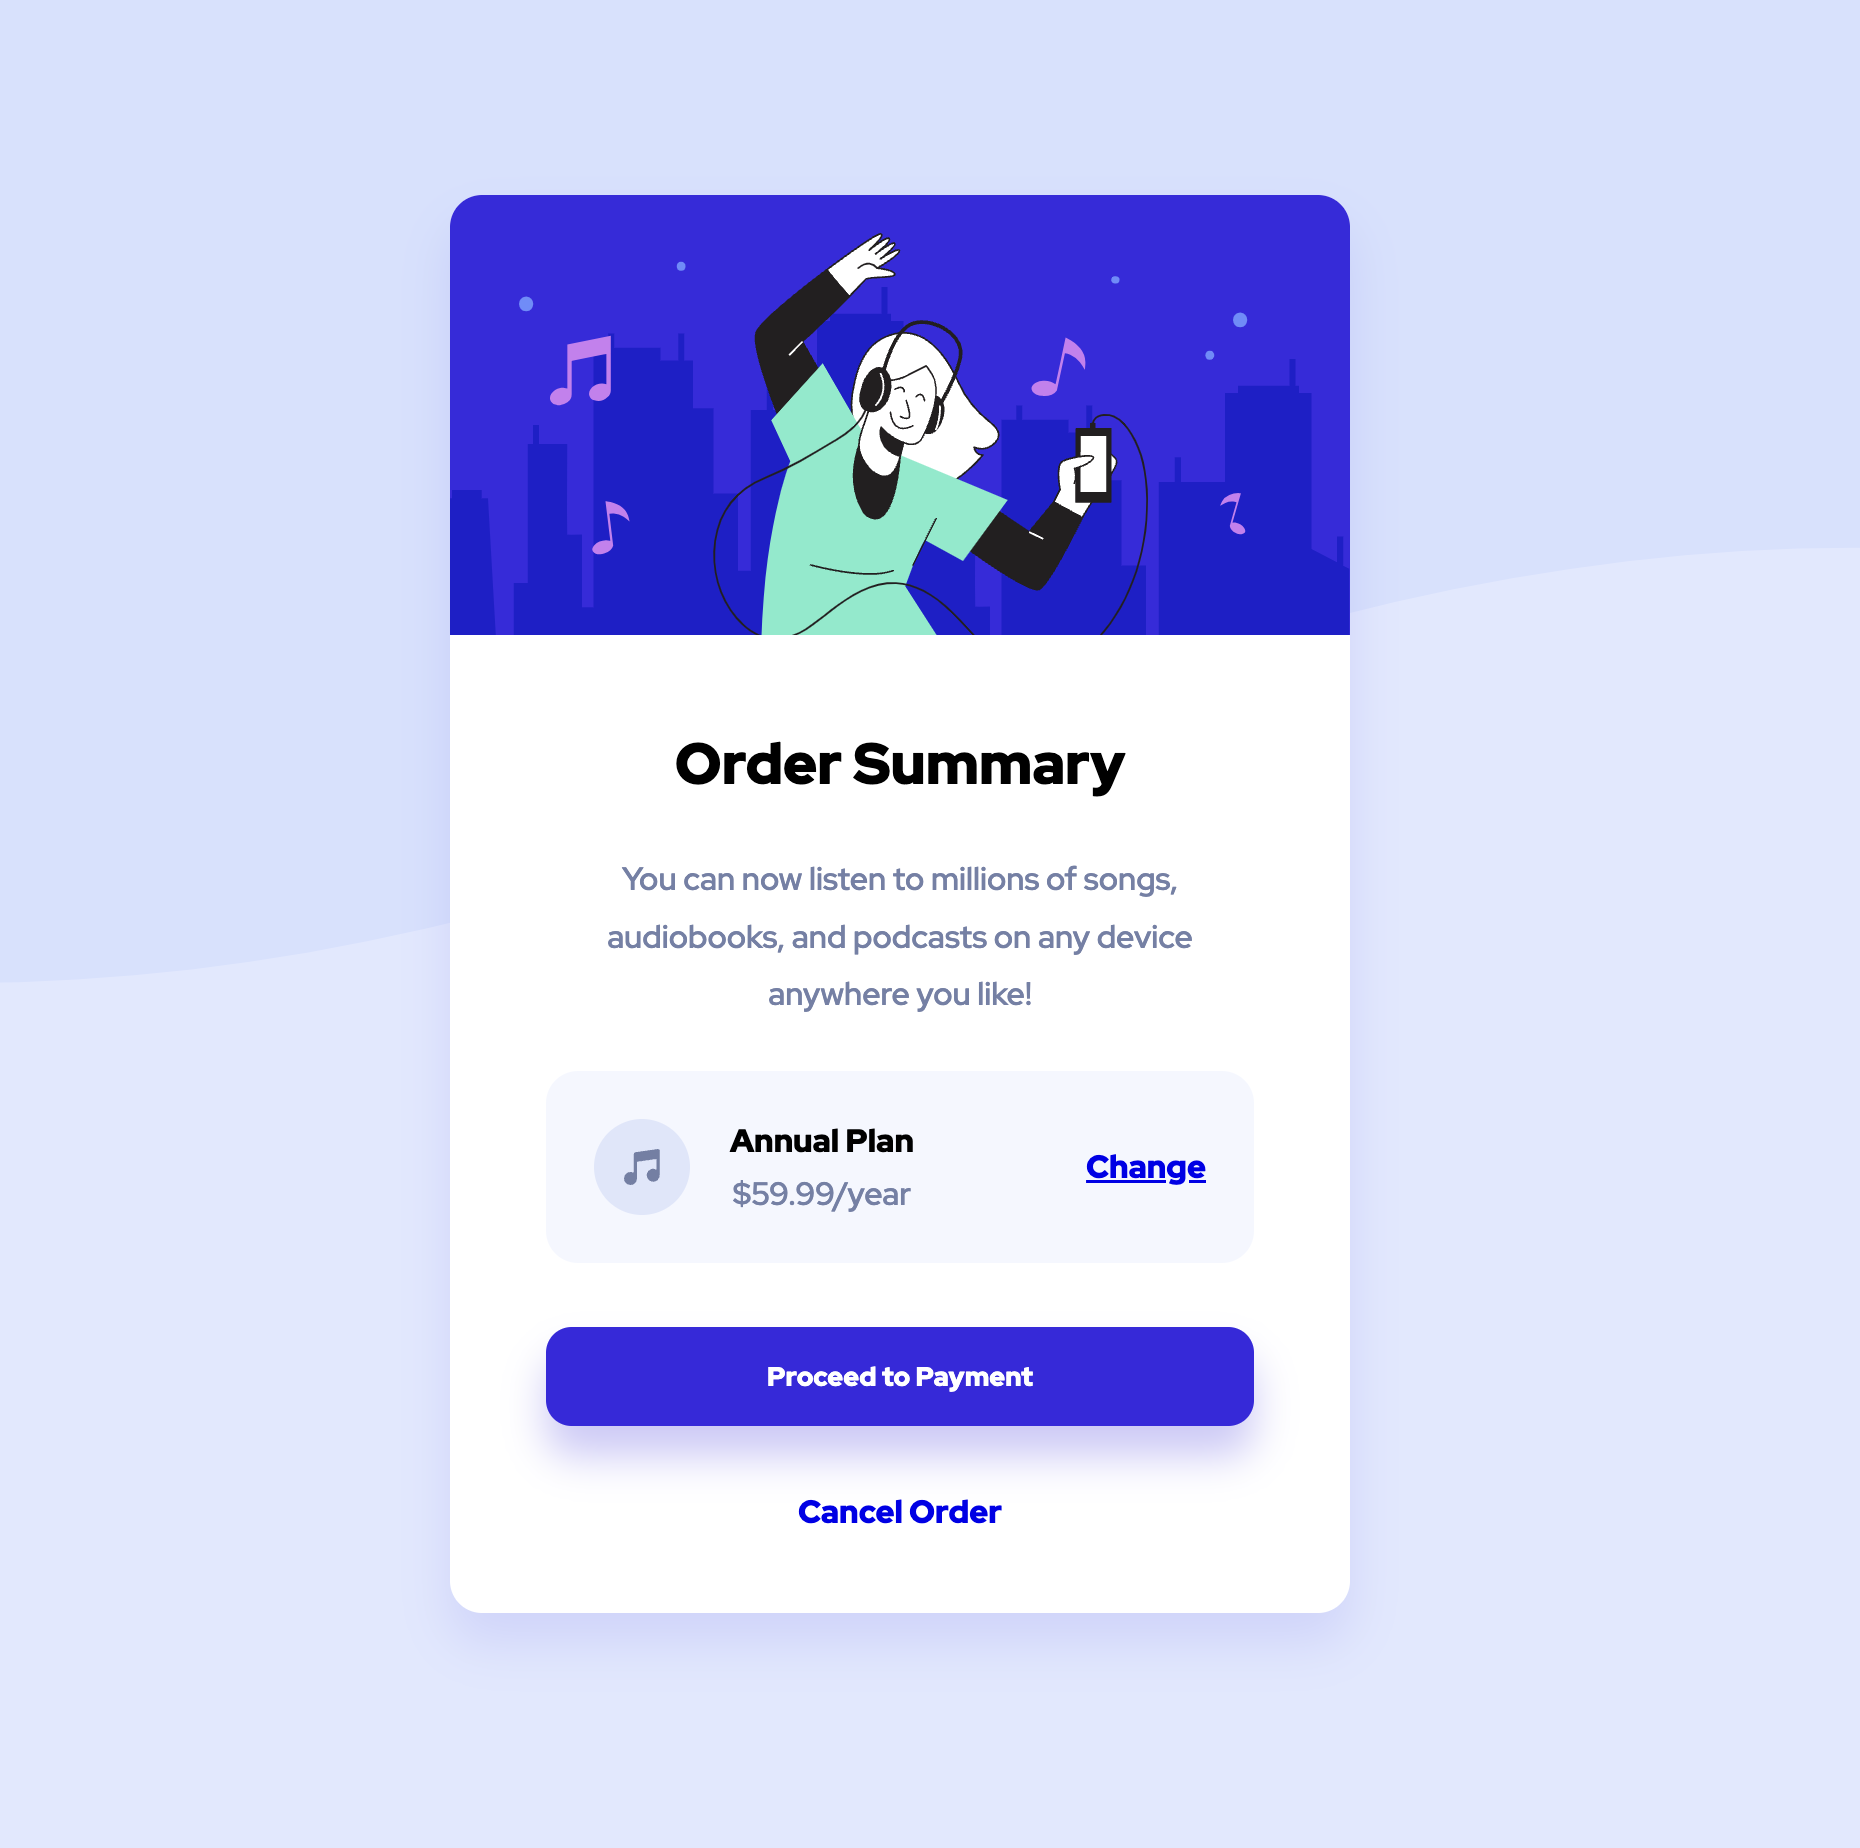 Order Summary
You can now listen to millions of songs,
audiobooks, and podcasts on any device
anywhere you like!
Annual Plan
$59.99/year
Change
Proceed to Payment
Cancel Order